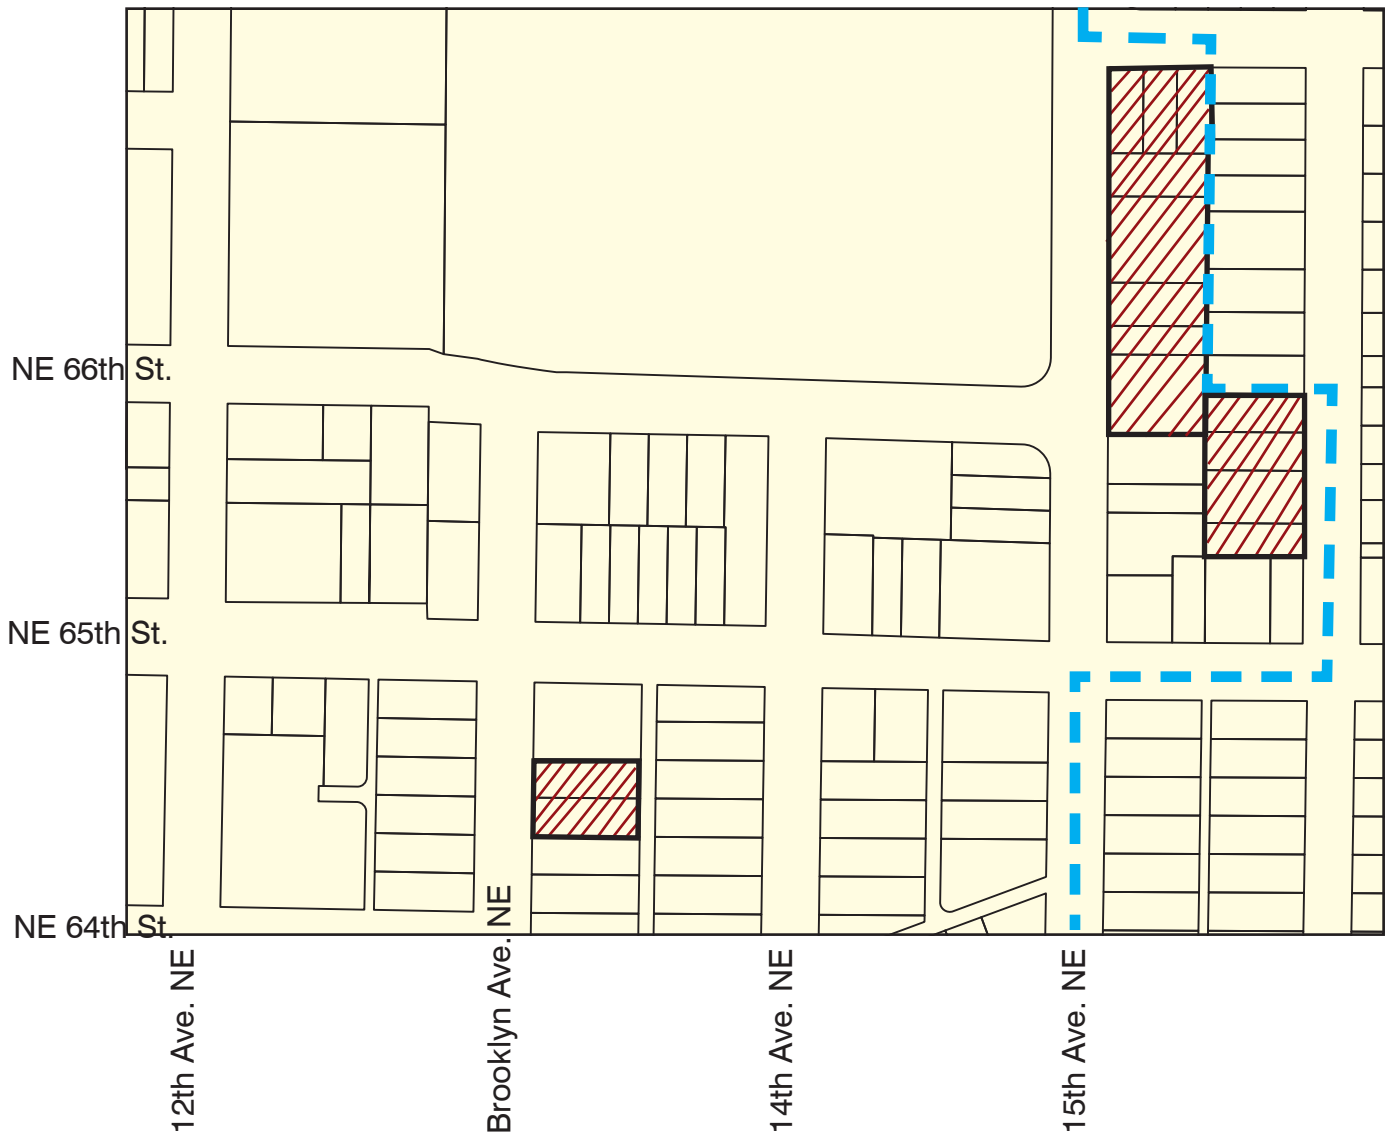 NE 66th St.
NE 65th St.
NE 64th St.
12th Ave. NE
Brooklyn Ave. NE
14th Ave. NE
15th Ave. NE